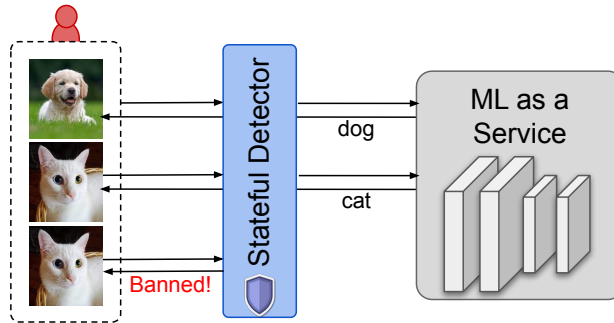 Stateful Detector
ML as a
Service
dog
cat
Banned!